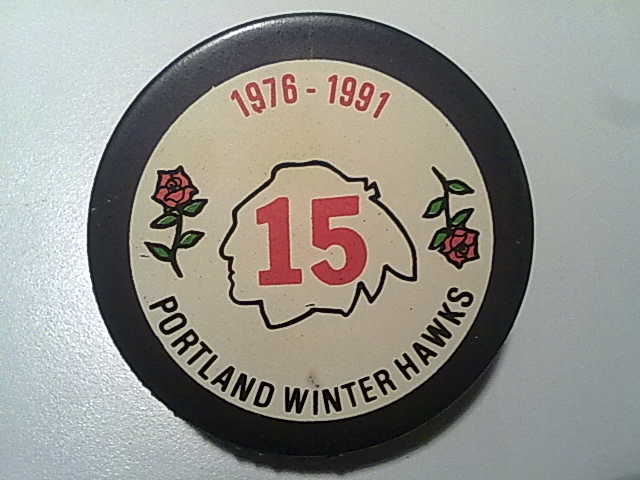 1976 - 1991
15
PORTLAND WINTER HAWKS